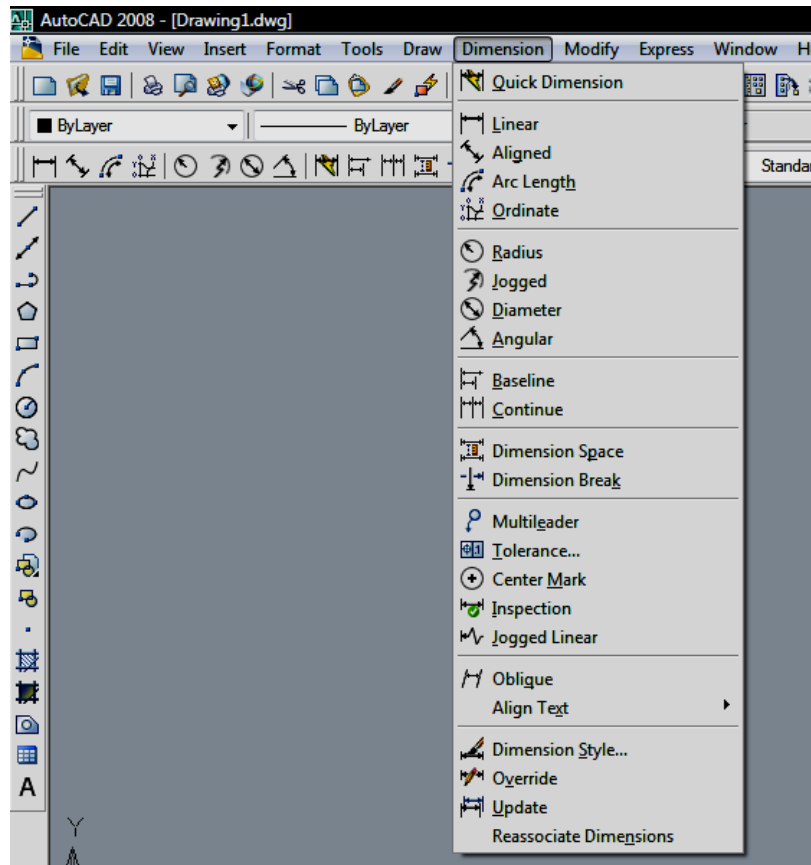 AutoCAD 2008 - [Drawing1.dwg]
File Edit View Insert Format Tools Draw Dimension Modify Express Window H
ByLayer ByLayer
Standa
Quick Dimension
Linear
Aligned
Arc Length
Ordinate
Radius
Jogged
Diameter
Angular
Baseline
Continue
Dimension Space
Dimension Break
Multileader
Tolerance...
Center Mark
Inspection
Jogged Linear
Oblique
Align Text
Dimension Style...
Override
Update
Reassociate Dimensions
A
Y